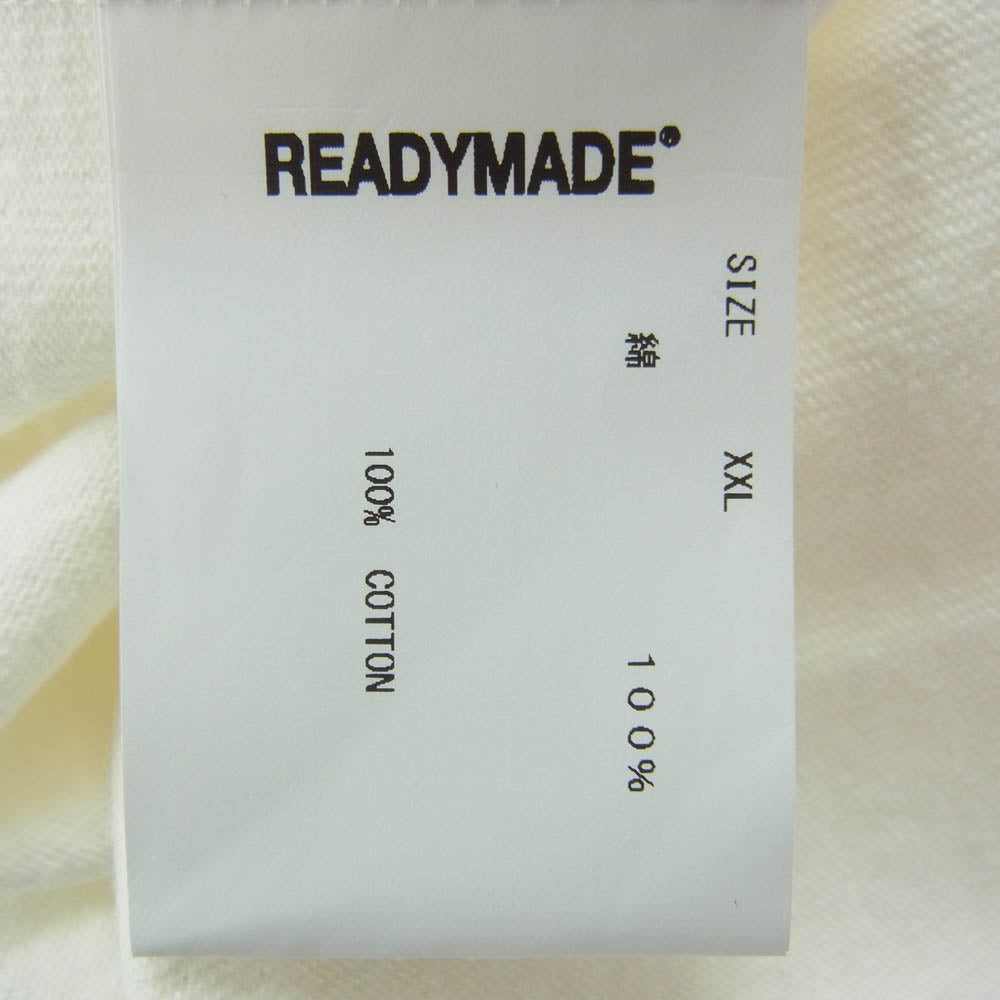 READYMADE®
SIZE XXL
綿 100%
100% COTTON